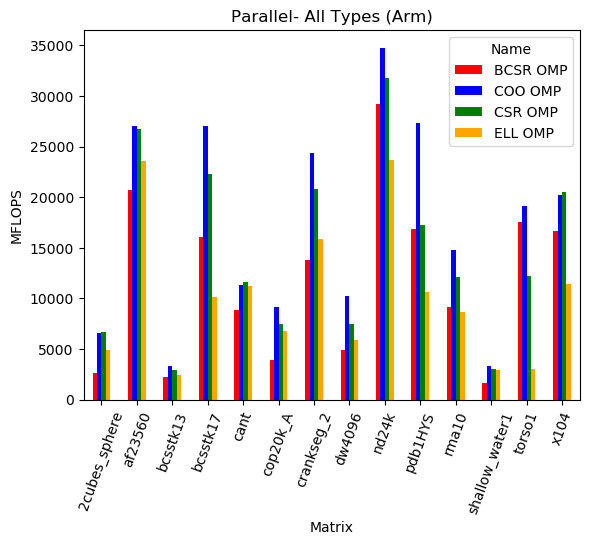 Parallel- All Types (Arm)
Name
BCSR OMP
COO OMP
CSR OMP
ELL OMP
MFLOPS
35000
30000
25000
20000
15000
10000
5000
0
2cubes_sphere
af23560
bcsstk13
bcsstk17
cant
cop20k_A
crankseg_2
dw4096
nd24k
pdb1HYS
rma10
shallow_water1
torso1
x104
Matrix